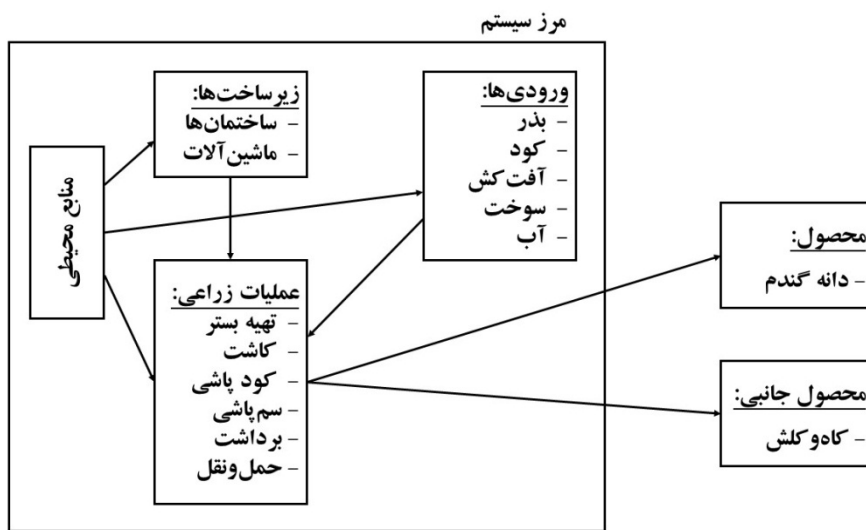 مرز سیستم
ورودی‌ها:
- بذر
- کود
- آفت‌کش
- سوخت
- آب
زیرساخت‌ها:
- ساختمان‌ها
- ماشین‌آلات
منابع محیطی
عملیات زراعی:
- تهیه بستر
- کاشت
- کود پاشی
- سم‌پاشی
- برداشت
- حمل‌ونقل
محصول:
- دانه گندم
محصول جانبی:
- کاه‌و‌کلش